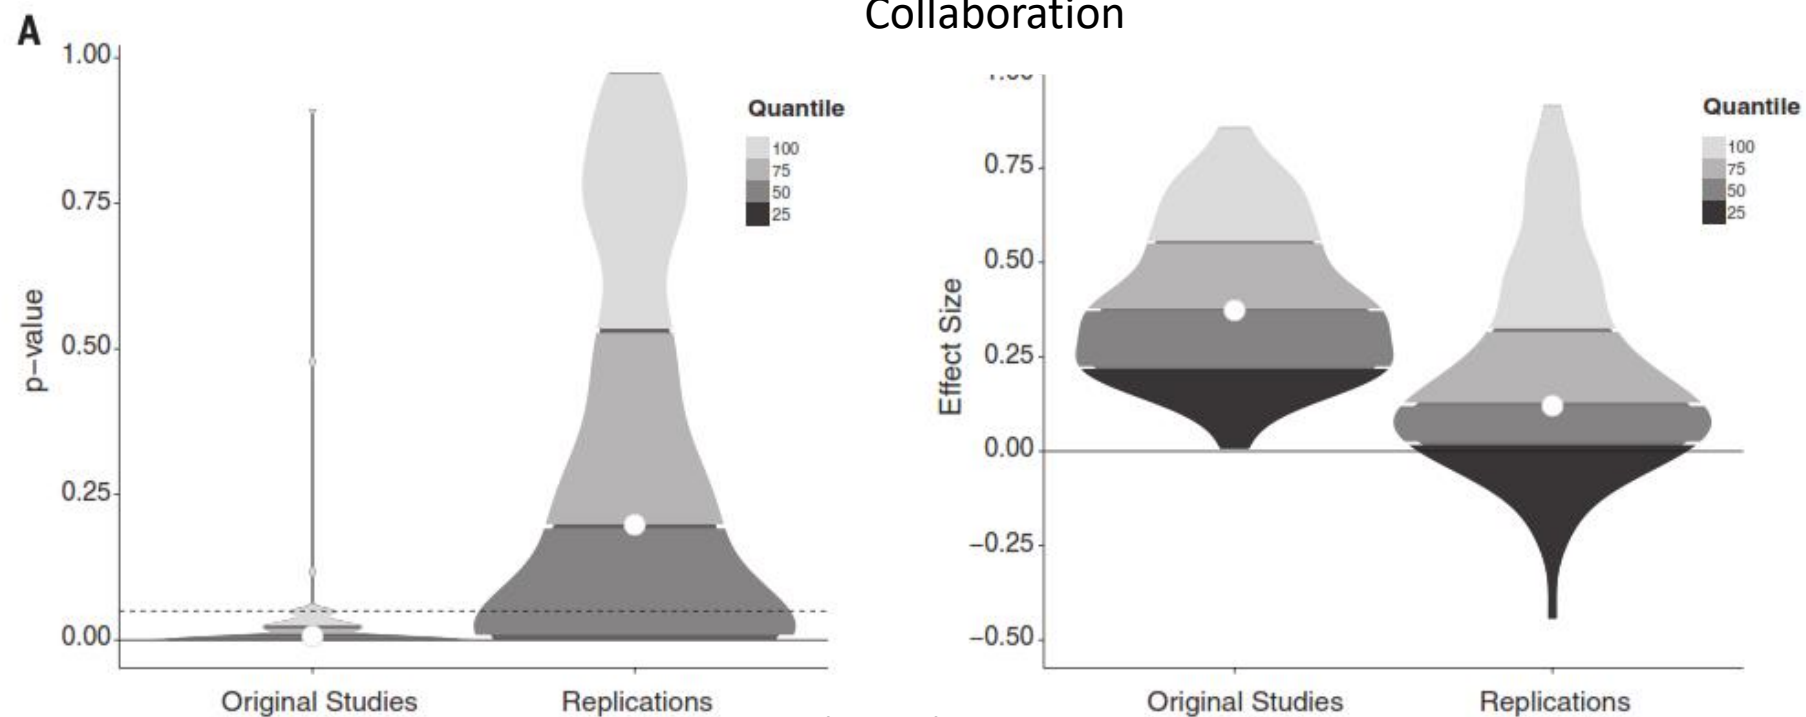 Collaboration
A
1.00
0.75
0.50
0.25
0.00
p-value
Quantile
100
75
50
25
Original Studies
Replications
0.75
0.50
0.25
0.00
−0.25
−0.50
Effect Size
Quantile
100
75
50
25
Original Studies
Replications